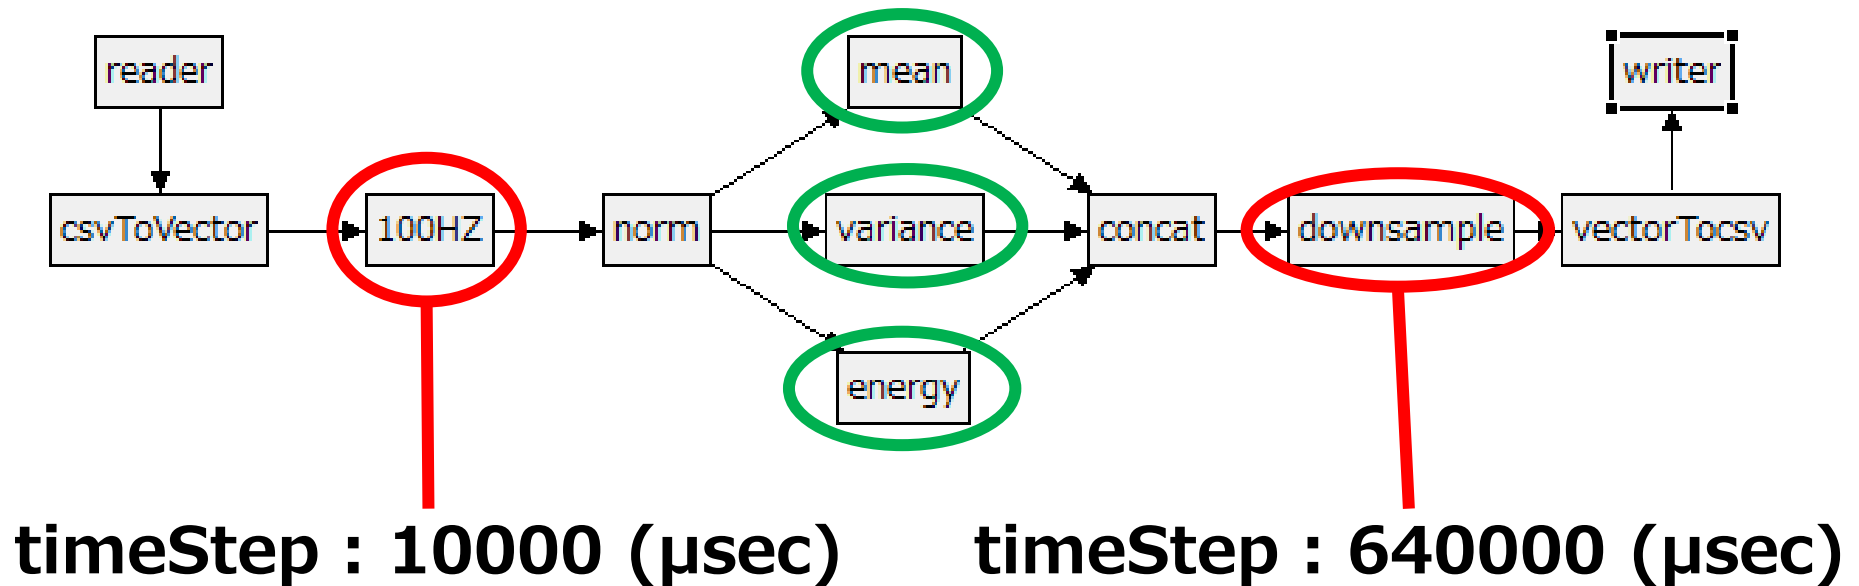 reader
mean
writer
csvToVector
100HZ
norm
variance
concat
downsample
vectorTocsv
energy
timeStep : 10000 (μsec)
timeStep : 640000 (μsec)